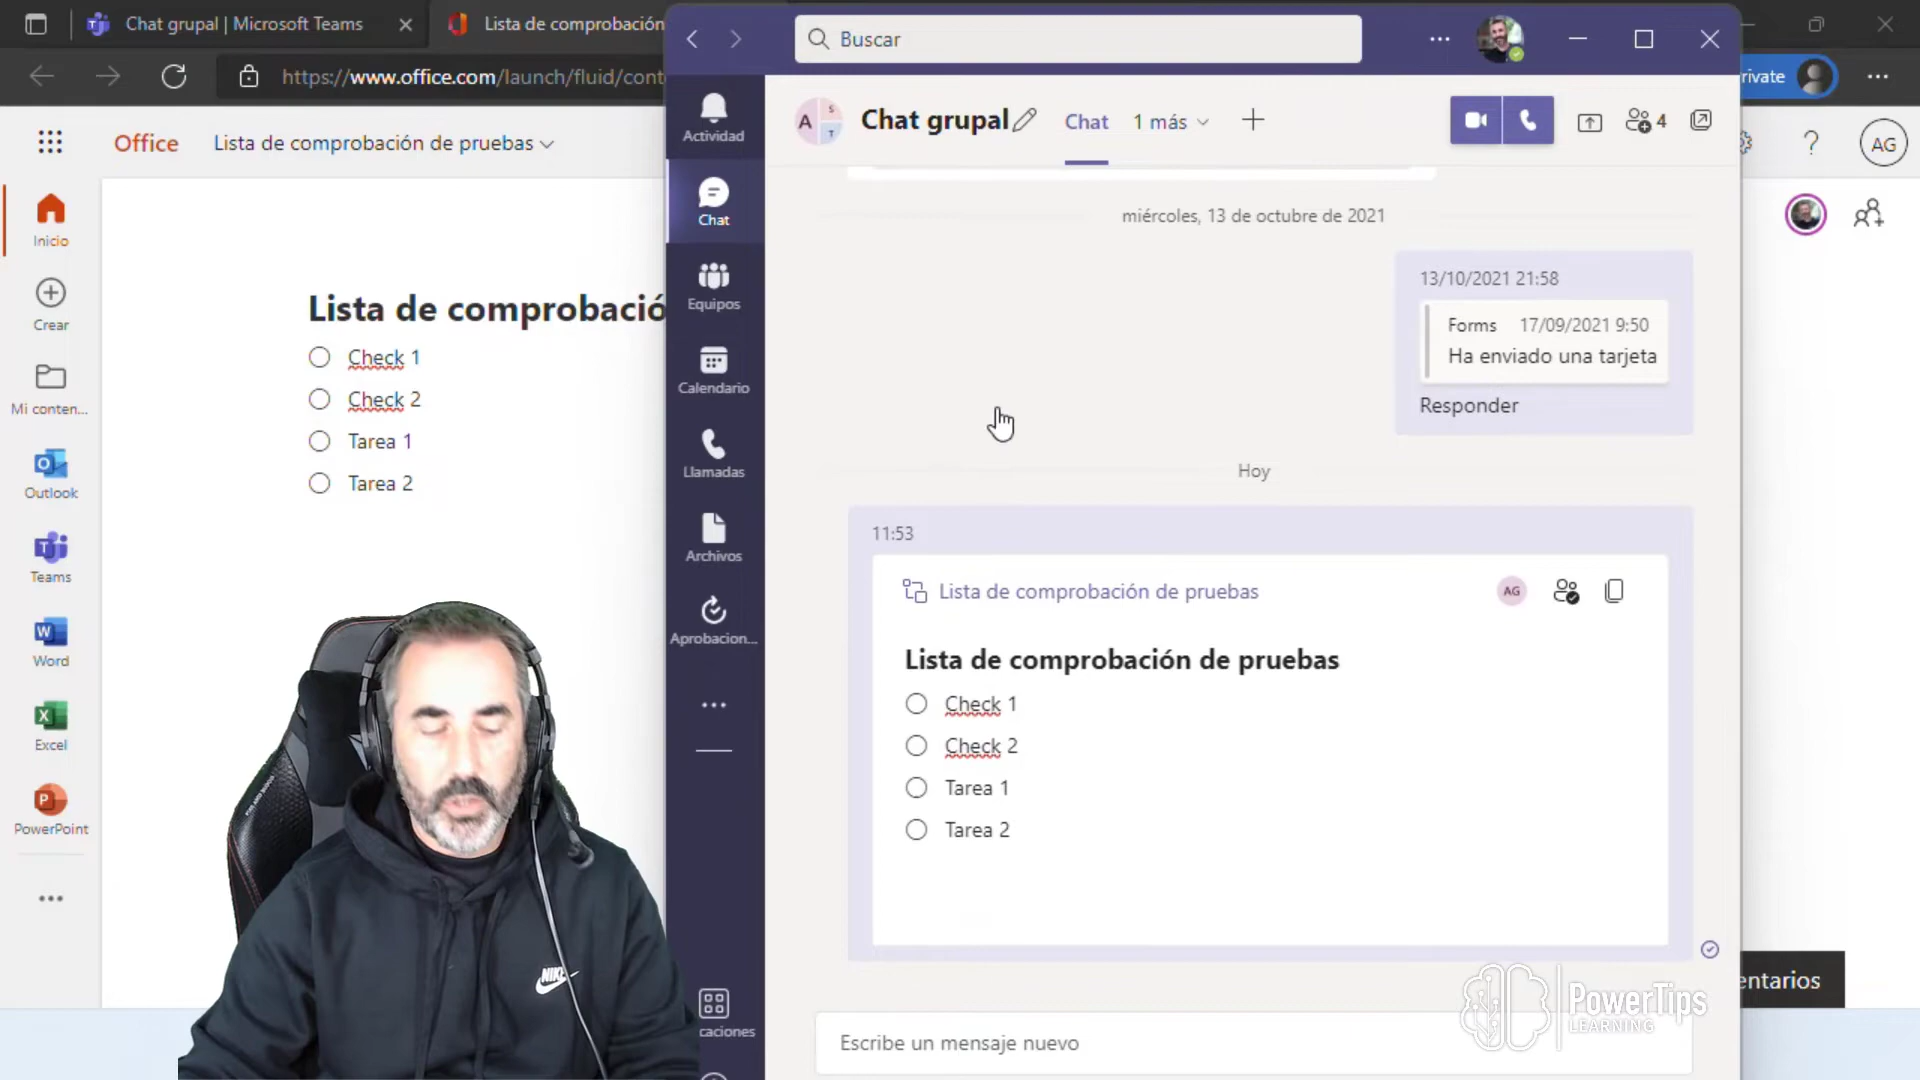 Chat grupal | Microsoft Teams
Lista de comprobación
https://www.office.com/launch/fluid/cont
Office
Lista de comprobación de pruebas
Inicio
Crear
Mi conten...
Outlook
Teams
Word
Excel
PowerPoint
Lista de comprobació
Check 1
Check 2
Tarea 1
Tarea 2
NIKE
Buscar
rivate
Actividad
Chat
Equipos
Calendario
Llamadas
Archivos
Aprobacion...
caciones
A
S
T
Chat grupal
Chat
1 más
4
?
AG
miércoles, 13 de octubre de 2021
13/10/2021 21:58
Forms 17/09/2021 9:50
Ha enviado una tarjeta
Responder
Hoy
11:53
Lista de comprobación de pruebas
AG
Lista de comprobación de pruebas
Check 1
Check 2
Tarea 1
Tarea 2
entarios
PowerTips
LEARNING
Escribe un mensaje nuevo